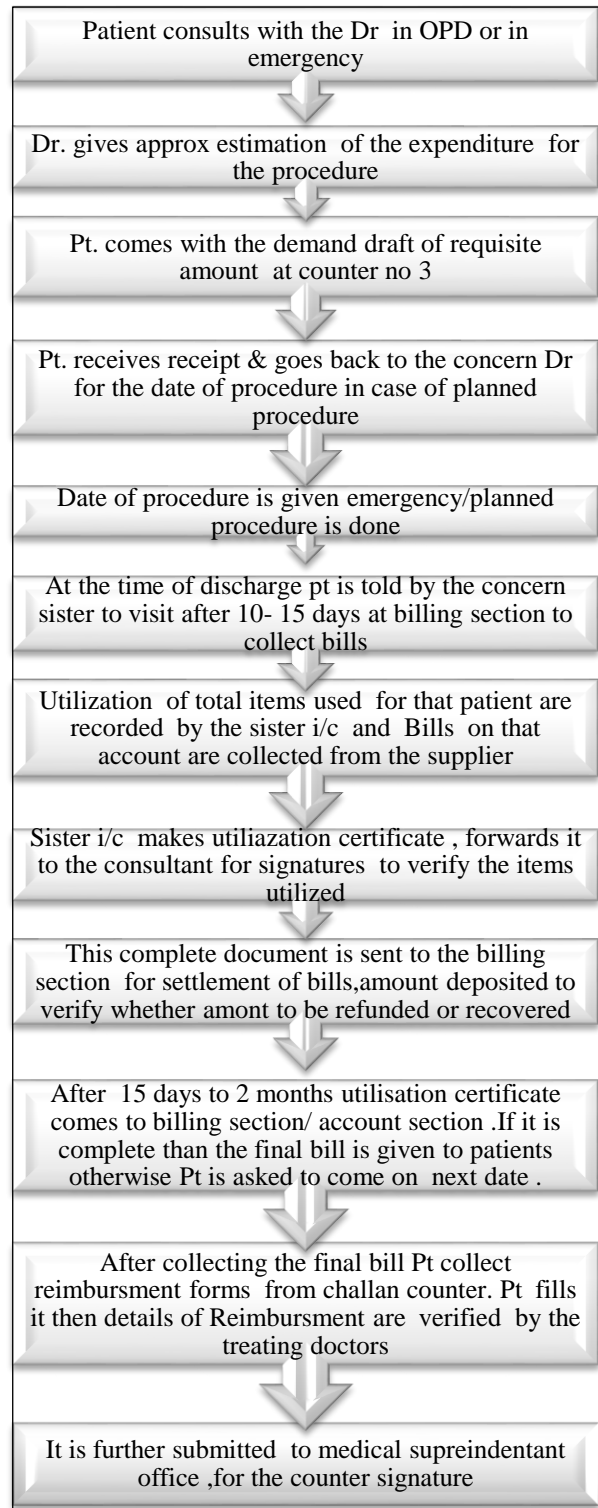 Patient consults with the Dr in OPD or in
emergency
Dr. gives approx estimation of the expenditure for
the procedure
Pt. comes with the demand draft of requisite
amount at counter no 3
Pt. receives receipt & goes back to the concern Dr
for the date of procedure in case of planned
procedure
Date of procedure is given emergency/planned
procedure is done
At the time of discharge pt is told by the concern
sister to visit after 10- 15 days at billing section to
collect bills
Utilization of total items used for that patient are
recorded by the sister i/c and Bills on that
account are collected from the supplier
Sister i/c makes utiliazation certificate , forwards it
to the consultant for signatures to verify the items
utilized
This complete document is sent to the billing
section for settlement of bills,amount deposited to
verify whether amont to be refunded or recovered
After 15 days to 2 months utilisation certificate
comes to billing section/ account section .If it is
complete than the final bill is given to patients
otherwise Pt is asked to come on next date .
After collecting the final bill Pt collect
reimbursment forms from challan counter. Pt fills
it then details of Reimbursment are verified by the
treating doctors
It is further submitted to medical supreindentant
office ,for the counter signature